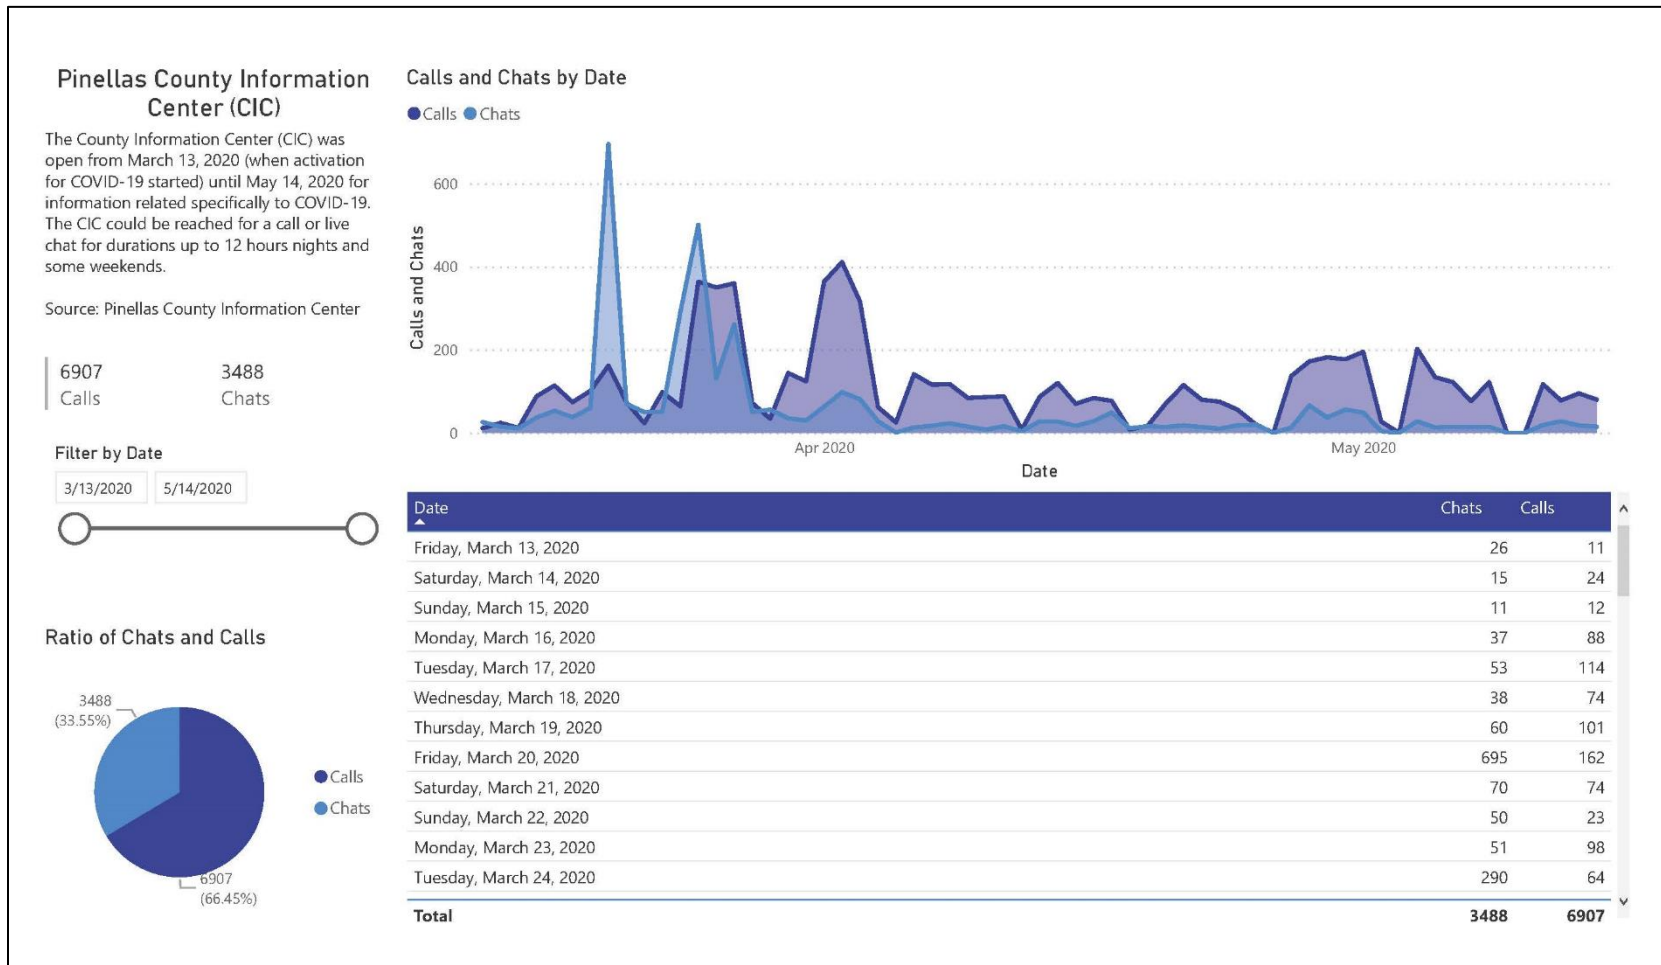 Pinellas County Information
Center (CIC)
The County Information Center (CIC) was
open from March 13, 2020 (when activation
for COVID-19 started) until May 14, 2020 for
information related specifically to COVID-19.
The CIC could be reached for a call or live
chat for durations up to 12 hours nights and
some weekends.
Source: Pinellas County Information Center
6907
Calls
3488
Chats
Filter by Date
3/13/2020 5/14/2020
Ratio of Chats and Calls
3488
(33.55%)
Calls
Chats
6907
(66.45%)
Calls and Chats by Date
Calls Chats
Calls and Chats
600
400
200
0
Apr 2020 May 2020
Date
Date Chats Calls
Friday, March 13, 2020 26 11
Saturday, March 14, 2020 15 24
Sunday, March 15, 2020 11 12
Monday, March 16, 2020 37 88
Tuesday, March 17, 2020 53 114
Wednesday, March 18, 2020 38 74
Thursday, March 19, 2020 60 101
Friday, March 20, 2020 695 162
Saturday, March 21, 2020 70 74
Sunday, March 22, 2020 50 23
Monday, March 23, 2020 51 98
Tuesday, March 24, 2020 290 64
Total 3488 6907